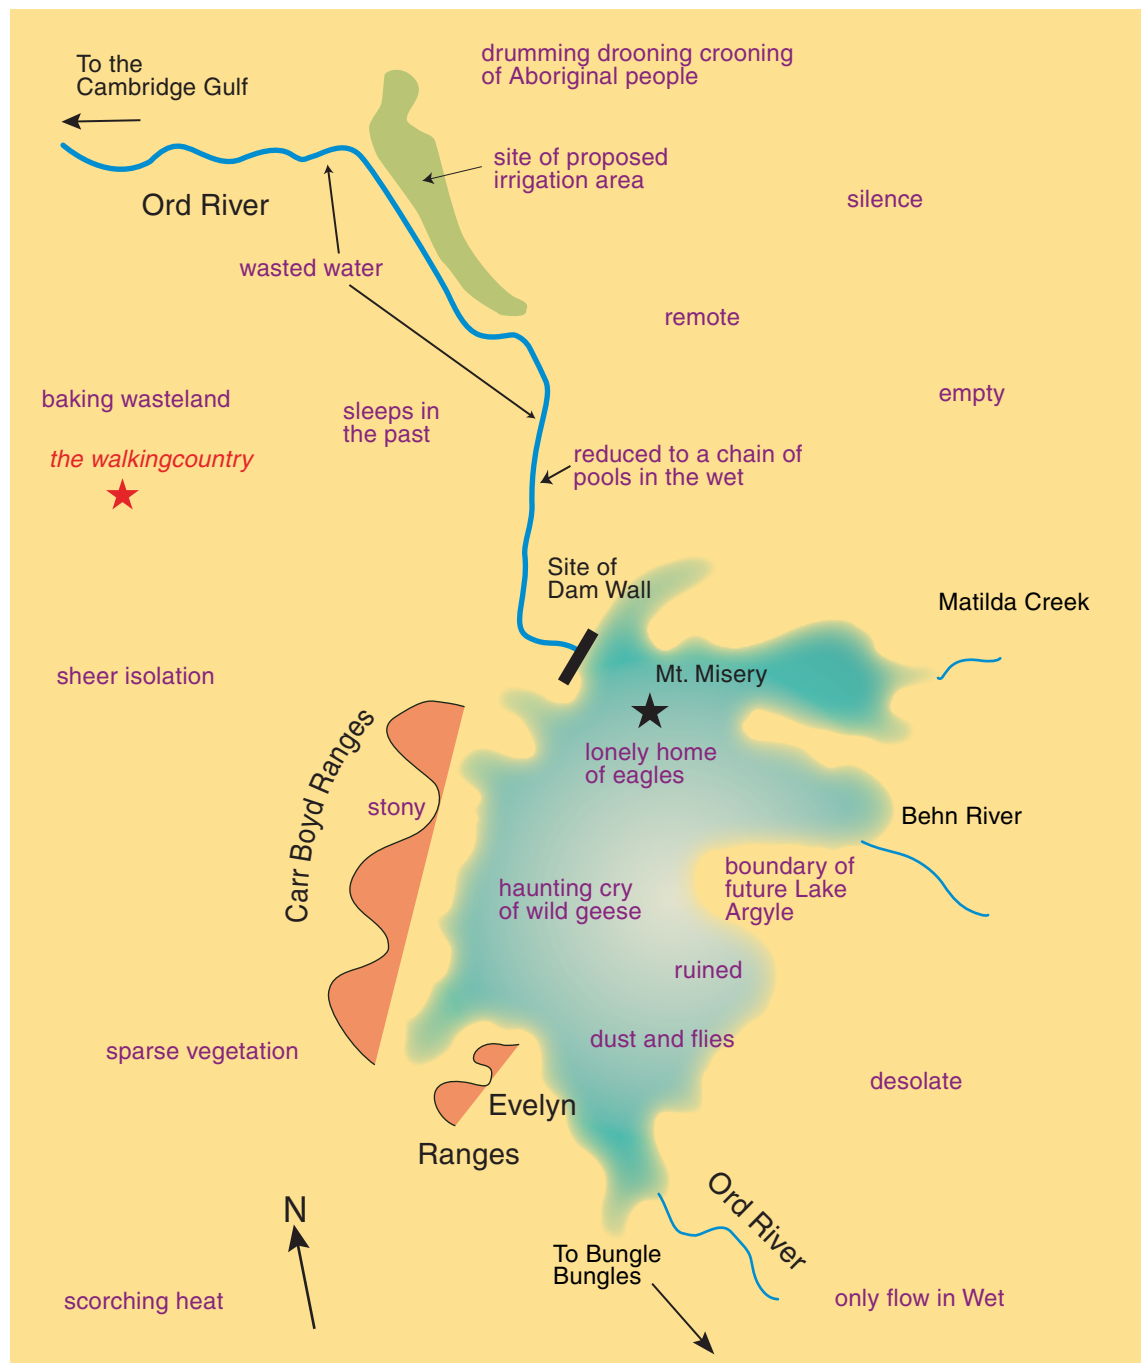 drumming drooning crooning
of Aboriginal people
To the
Cambridge Gulf
site of proposed
irrigation area
Ord River
silence
wasted water
remote
baking wasteland
sleeps in
the past
empty
the walkingcountry
reduced to a chain of
pools in the wet
Site of
Dam Wall
Matilda Creek
sheer isolation
Mt. Misery
Carr Boyd Ranges
lonely home
of eagles
stony
Behn River
haunting cry
of wild geese
boundary of
future Lake
Argyle
ruined
dust and flies
sparse vegetation
desolate
Evelyn
Ranges
N
Ord River
To Bungle
Bungles
scorching heat
only flow in Wet